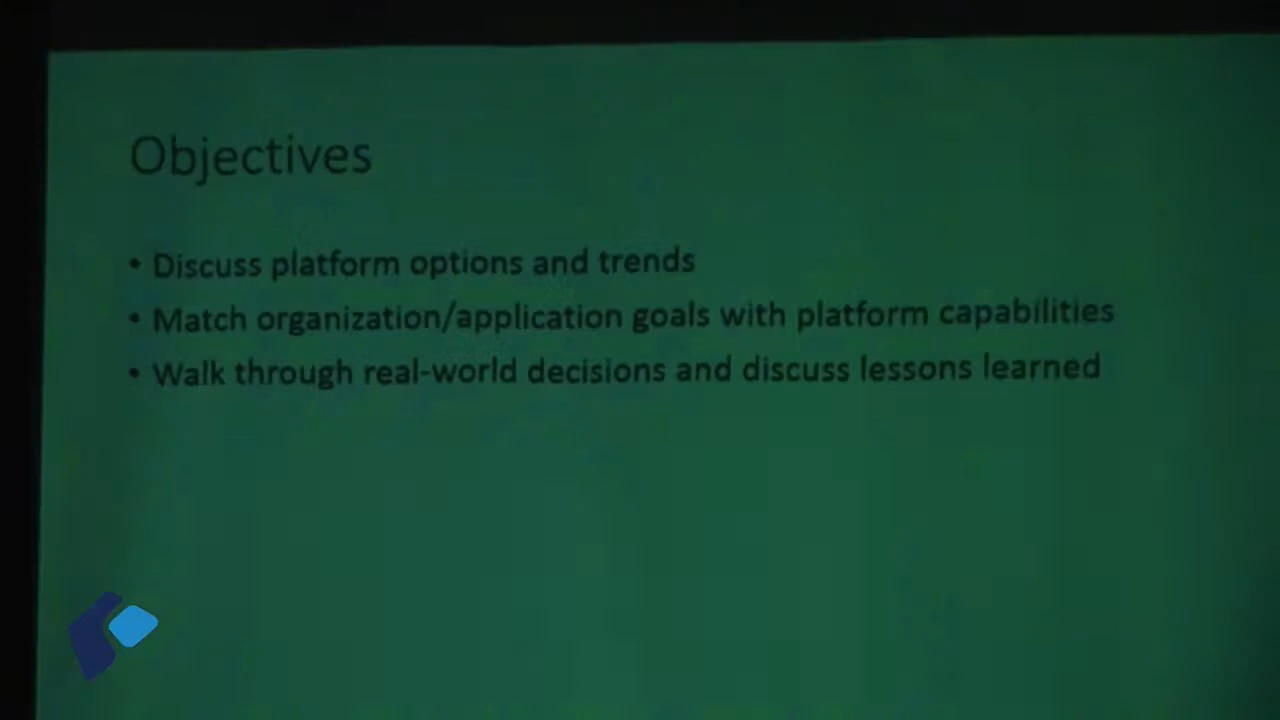 Objectives
• Discuss platform options and trends
• Match organization/application goals with platform capabilities
• Walk through real-world decisions and discuss lessons learned